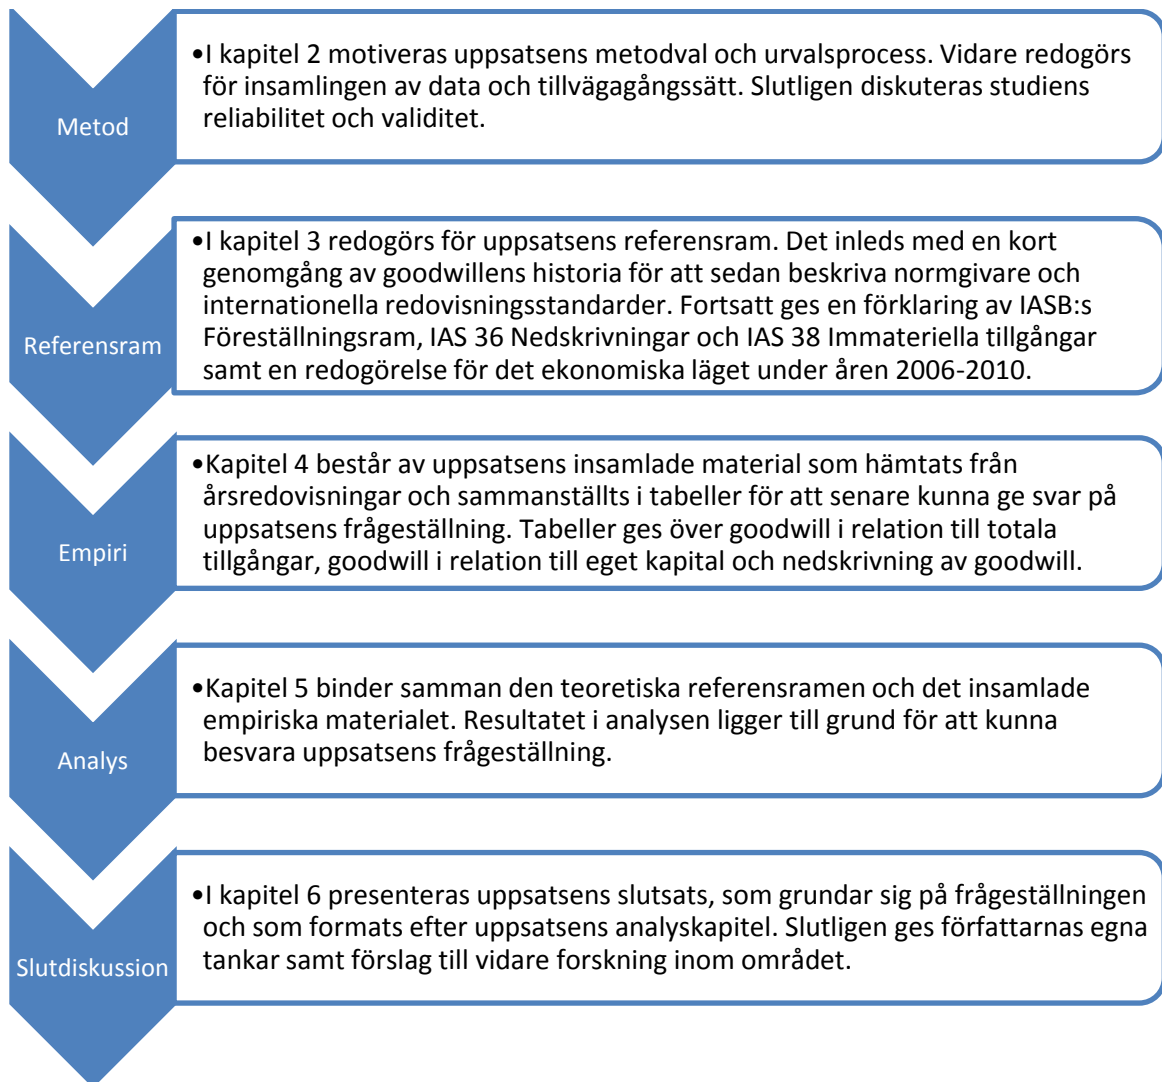 Metod
•I kapitel 2 motiveras uppsatsens metodval och urvalsprocess. Vidare redogörs
för insamlingen av data och tillvägagångssätt. Slutligen diskuteras studiens
reliabilitet och validitet.
Referensram
•I kapitel 3 redogörs för uppsatsens referensram. Det inleds med en kort
genomgång av goodwillens historia för att sedan beskriva normgivare och
internationella redovisningsstandarder. Fortsatt ges en förklaring av IASB:s
Föreställningsram, IAS 36 Nedskrivningar och IAS 38 Immateriella tillgångar
samt en redogörelse för det ekonomiska läget under åren 2006-2010.
Empiri
•Kapitel 4 består av uppsatsens insamlade material som hämtats från
årsredovisningar och sammanställts i tabeller för att senare kunna ge svar på
uppsatsens frågeställning. Tabeller ges över goodwill i relation till totala
tillgångar, goodwill i relation till eget kapital och nedskrivning av goodwill.
Analys
•Kapitel 5 binder samman den teoretiska referensramen och det insamlade
empiriska materialet. Resultatet i analysen ligger till grund för att kunna
besvara uppsatsens frågeställning.
Slutdiskussion
•I kapitel 6 presenteras uppsatsens slutsats, som grundar sig på frågeställningen
och som formats efter uppsatsens analyskapitel. Slutligen ges författarnas egna
tankar samt förslag till vidare forskning inom området.